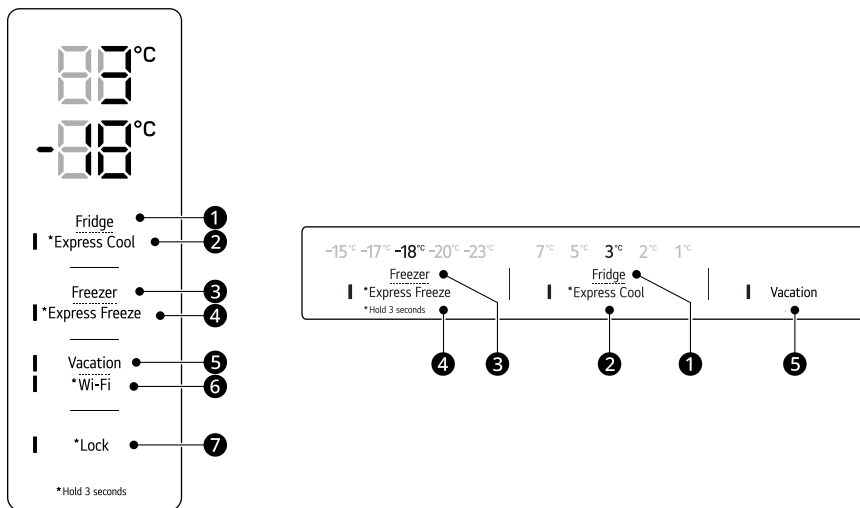 3°C
-18°C
Fridge
*Express Cool
Freezer
*Express Freeze
Vacation
*Wi-Fi
*Lock
*Hold 3 seconds
1
2
3
4
5
6
7
-15°C -17°C -18°C -20°C -23°C 7°C 5°C 3°C 2°C 1°C
Freezer Fridge
*Express Freeze *Express Cool Vacation
*Hold 3 seconds
4 3 2 1 5